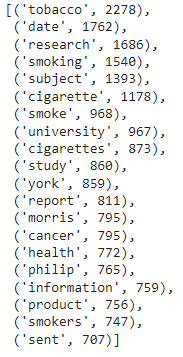 [('tobacco', 2278),
('date', 1762),
('research', 1686),
('smoking', 1540),
('subject', 1393),
('cigarette', 1178),
('smoke', 968),
('university', 967),
('cigarettes', 873),
('study', 860),
('york', 859),
('report', 811),
('morris', 795),
('cancer', 795),
('health', 772),
('philip', 765),
('information', 759),
('product', 756),
('smokers', 747),
('sent', 707)]